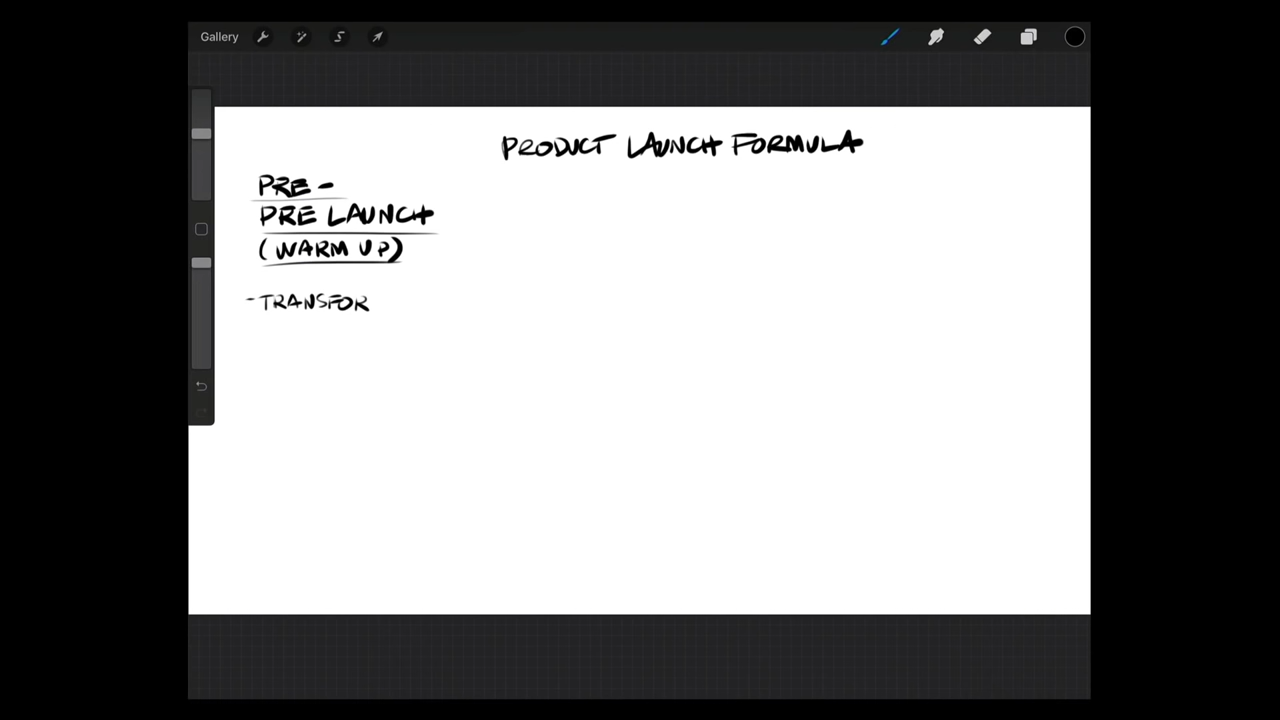 Gallery
PRODUCT LAUNCH FORMULA
PRE-
PRE LAUNCH
(WARM UP)
- TRANSFOR